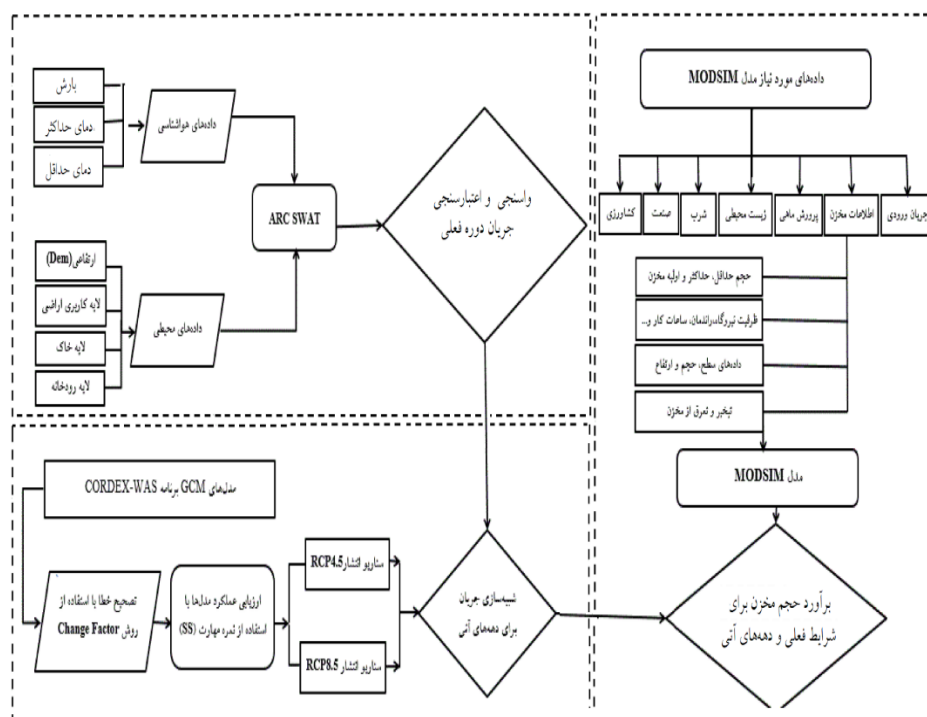 بارش
دمای حداکثر
دمای حداقل
داده‌های هواشناسی
ARC SWAT
ارتفاعی(Dem)
لایه کاربری اراضی
لایه خاک
لایه رودخانه
داده‌های محیطی
واسنجی و اعتبارسنجی
جریان دوره فعلی
داده‌های مورد نیاز مدل MODSIM
جریان ورودی
اطلاعات مخزن
پرورش ماهی
زیست محیطی
شرب
صنعت
کشاورزی
حجم حداقل، حداکثر و اولیه مخزن
ظرفیت نیروگاه،راندمان، ساعات کار و...
داده‌های سطح، حجم و ارتفاع
تبخیر و تعرق از مخزن
مدل MODSIM
برآورد حجم مخزن برای
شرایط فعلی و دهه‌های آتی
مدل‌های GCM برنامه CORDEX-WAS
تصحیح خطا با استفاده از
روش Change Factor
ارزیابی عملکرد مدل‌ها با
استفاده از نمره مهارت (SS)
سناریو انتشار RCP4.5
سناریو انتشار RCP8.5
شبیه‌سازی جریان
برای دهه‌های آتی